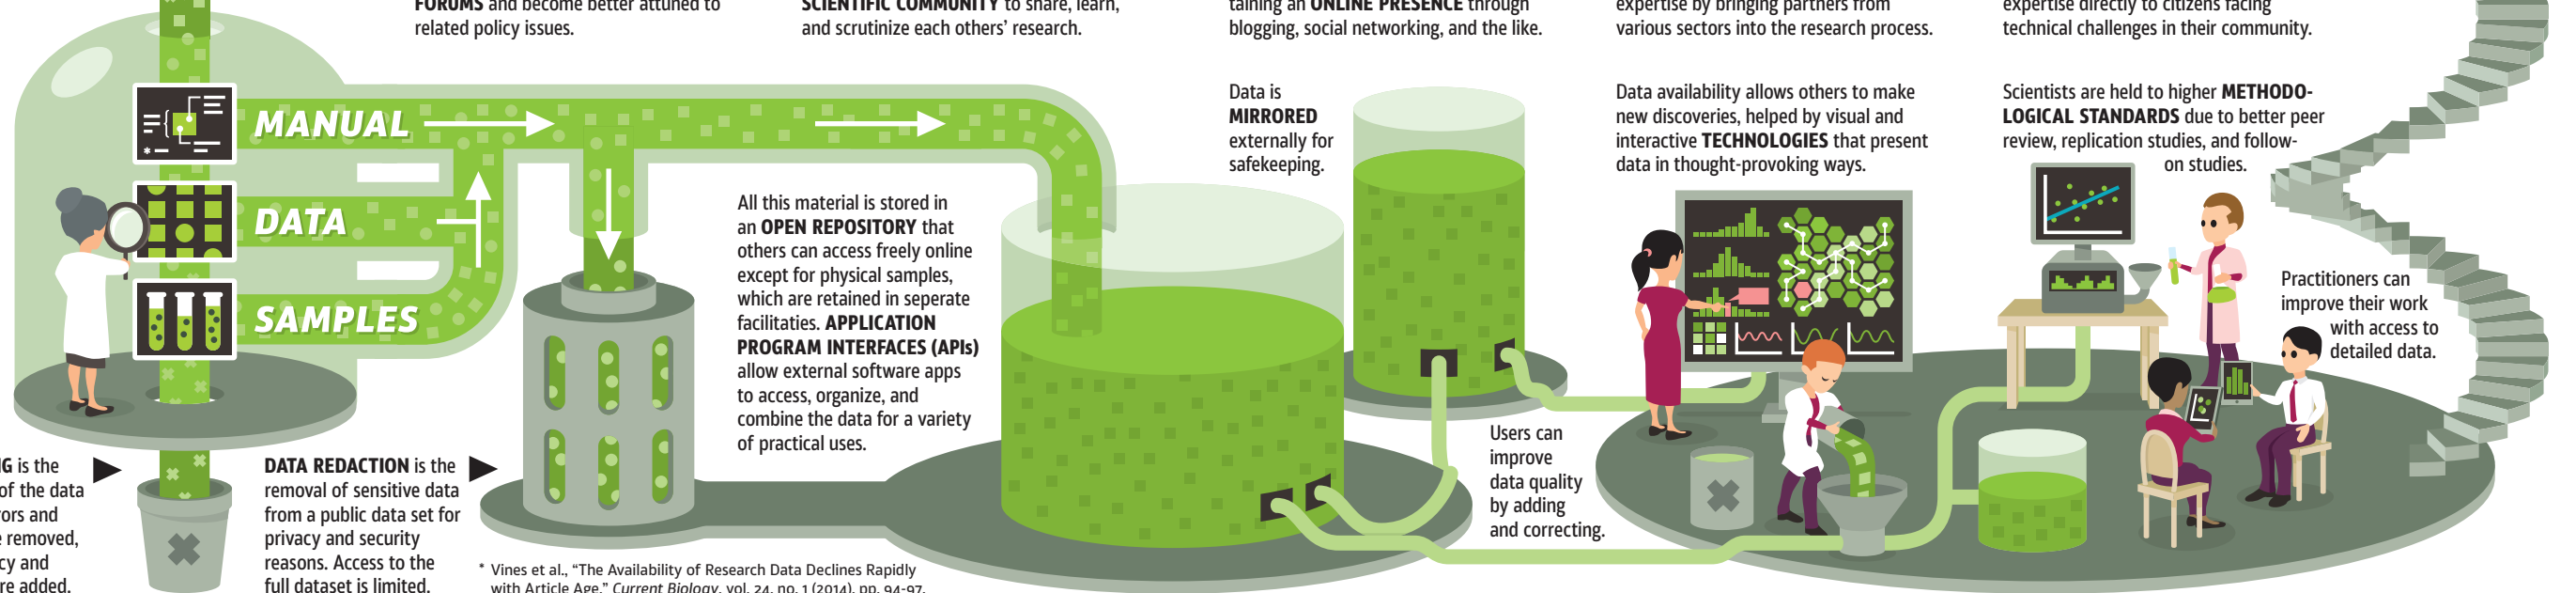 FORUMS and become better attuned to
related policy issues.
SCIENTIFIC COMMUNITY to share, learn,
and scrutinize each others' research.
taining an ONLINE PRESENCE through
blogging, social networking, and the like.
expertise by bringing partners from
various sectors into the research process.
expertise directly to citizens facing
technical challenges in their community.
MANUAL
DATA
SAMPLES
All this material is stored in
an OPEN REPOSITORY that
others can access freely online
except for physical samples,
which are retained in seperate
facilitaties. APPLICATION
PROGRAM INTERFACES (APIs)
allow external software apps
to access, organize, and
combine the data for a variety
of practical uses.
Data is
MIRRORED
externally for
safekeeping.
Data availability allows others to make
new discoveries, helped by visual and
interactive TECHNOLOGIES that present
data in thought-provoking ways.
Scientists are held to higher METHODO-
LOGICAL STANDARDS due to better peer
review, replication studies, and follow-
on studies.
Practitioners can
improve their work
with access to
detailed data.
Users can
improve
data quality
by adding
and correcting.
G is the
of the data
ors and
removed,
cy and
re added.
DATA REDACTION is the
removal of sensitive data
from a public data set for
privacy and security
reasons. Access to the
full dataset is limited.
* Vines et al., “The Availability of Research Data Declines Rapidly
with Article Age,” Current Biology, vol. 24, no. 1 (2014), pp. 94-97.